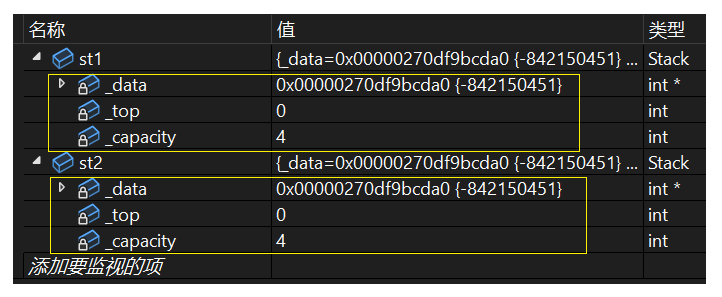 名称 值 类型
st1 {_data=0x00000270df9bcda0 {-842150451} ... Stack
_data 0x00000270df9bcda0 {-842150451} int *
_top 0 int
_capacity 4 int
st2 {_data=0x00000270df9bcda0 {-842150451} ... Stack
_data 0x00000270df9bcda0 {-842150451} int *
_top 0 int
_capacity 4 int
添加要监视的项